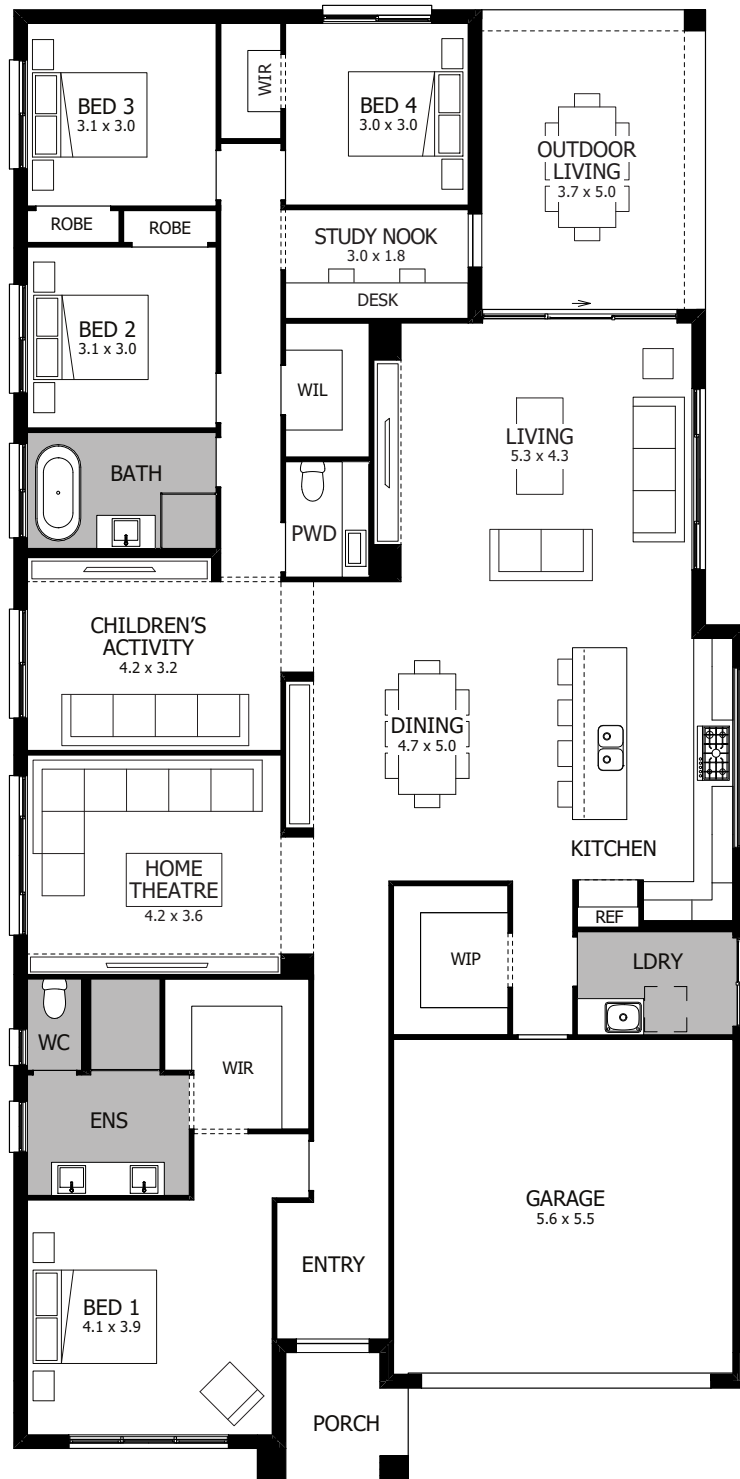 BED 3
3.1 x 3.0
WIR
BED 4
3.0 x 3.0
OUTDOOR
LIVING
3.7 x 5.0
ROBE
ROBE
STUDY NOOK
3.0 x 1.8
DESK
BED 2
3.1 x 3.0
WIL
LIVING
5.3 x 4.3
BATH
PWD
CHILDREN'S
ACTIVITY
4.2 x 3.2
DINING
4.7 x 5.0
KITCHEN
HOME
THEATRE
4.2 x 3.6
REF
WIP
LDRY
WC
WIR
ENS
GARAGE
5.6 x 5.5
ENTRY
BED 1
4.1 x 3.9
PORCH